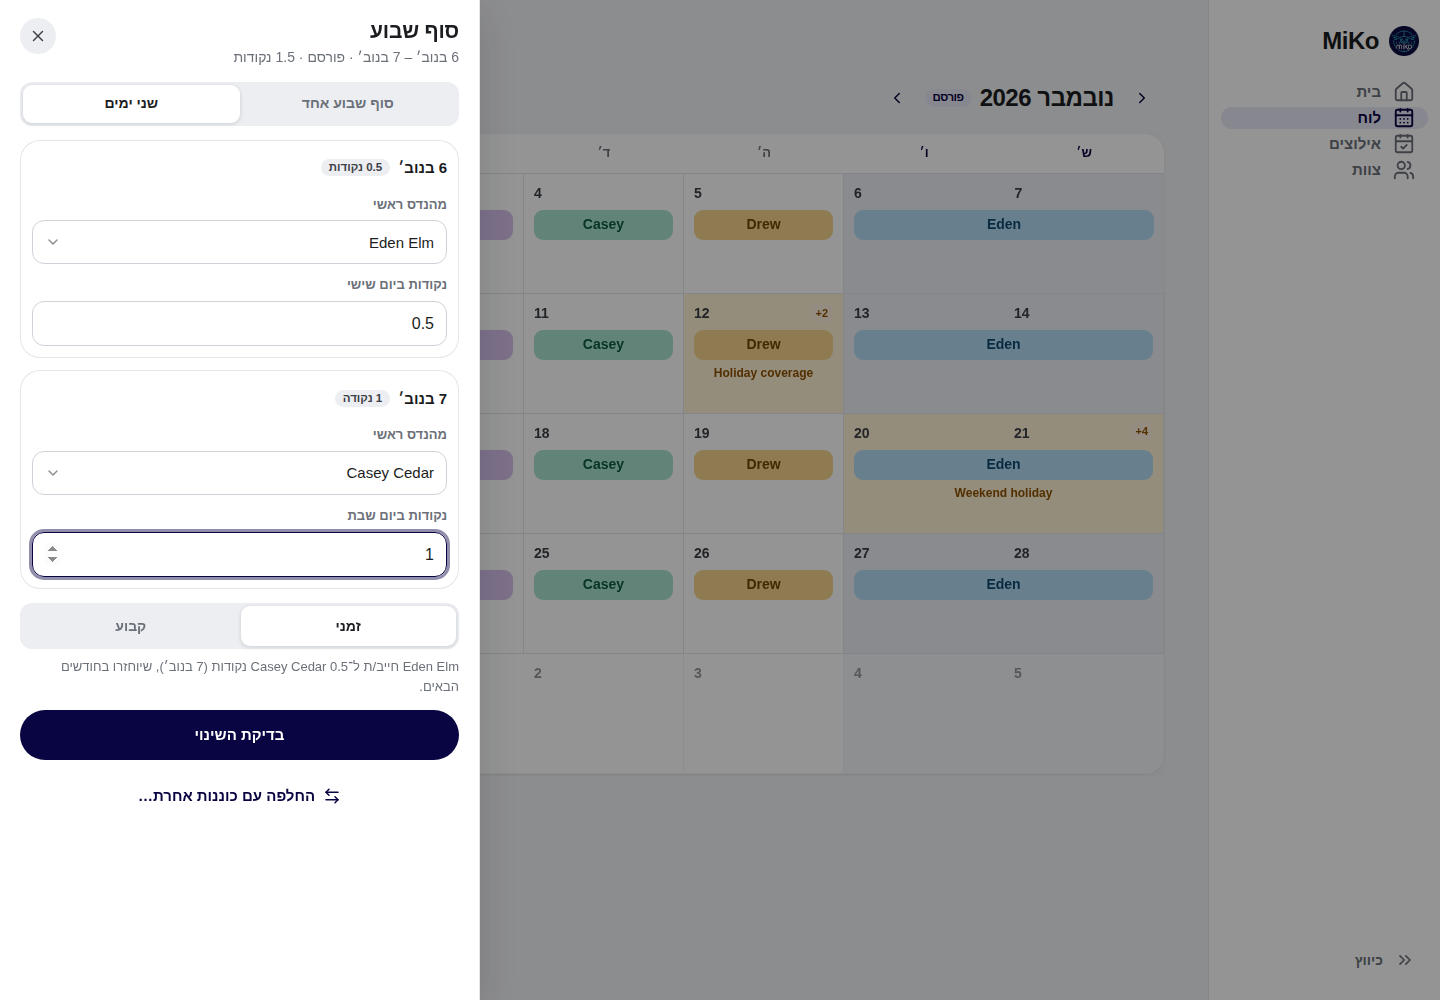 MiKo
בית
לוח
אילוצים
צוות
כיווץ
נובמבר 2026
פורסם
ש׳
ו׳
ה׳
ד׳
7
6
5
4
Eden
Drew
Casey
14
13
12
+2
11
Eden
Drew
Casey
Holiday coverage
+4
21
20
19
18
Eden
Drew
Casey
Weekend holiday
28
27
26
25
Eden
Drew
Casey
5
4
3
2
סוף שבוע
6 בנוב׳ – 7 בנוב׳ · פורסם · 1.5 נקודות
סוף שבוע אחד
שני ימים
6 בנוב׳
0.5 נקודות
מהנדס ראשי
Eden Elm
נקודות ביום שישי
0.5
7 בנוב׳
1 נקודה
מהנדס ראשי
Casey Cedar
נקודות ביום שבת
1
זמני
קבוע
Eden Elm חייב/ת ל־Casey Cedar 0.5 נקודות (7 בנוב׳), שיוחזרו בחודשים
הבאים.
בדיקת השינוי
החלפה עם כוננות אחרת...